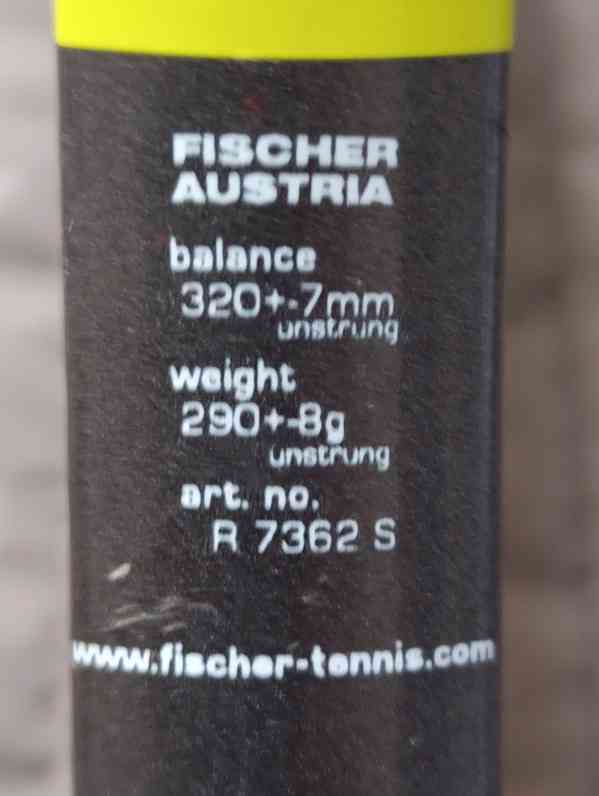 FISCHER
AUSTRIA
balance
320+-7mm
unstrung
weight
290+-8g
unstrung
art. no.
R 7362 S
www.fischer-tennis.com